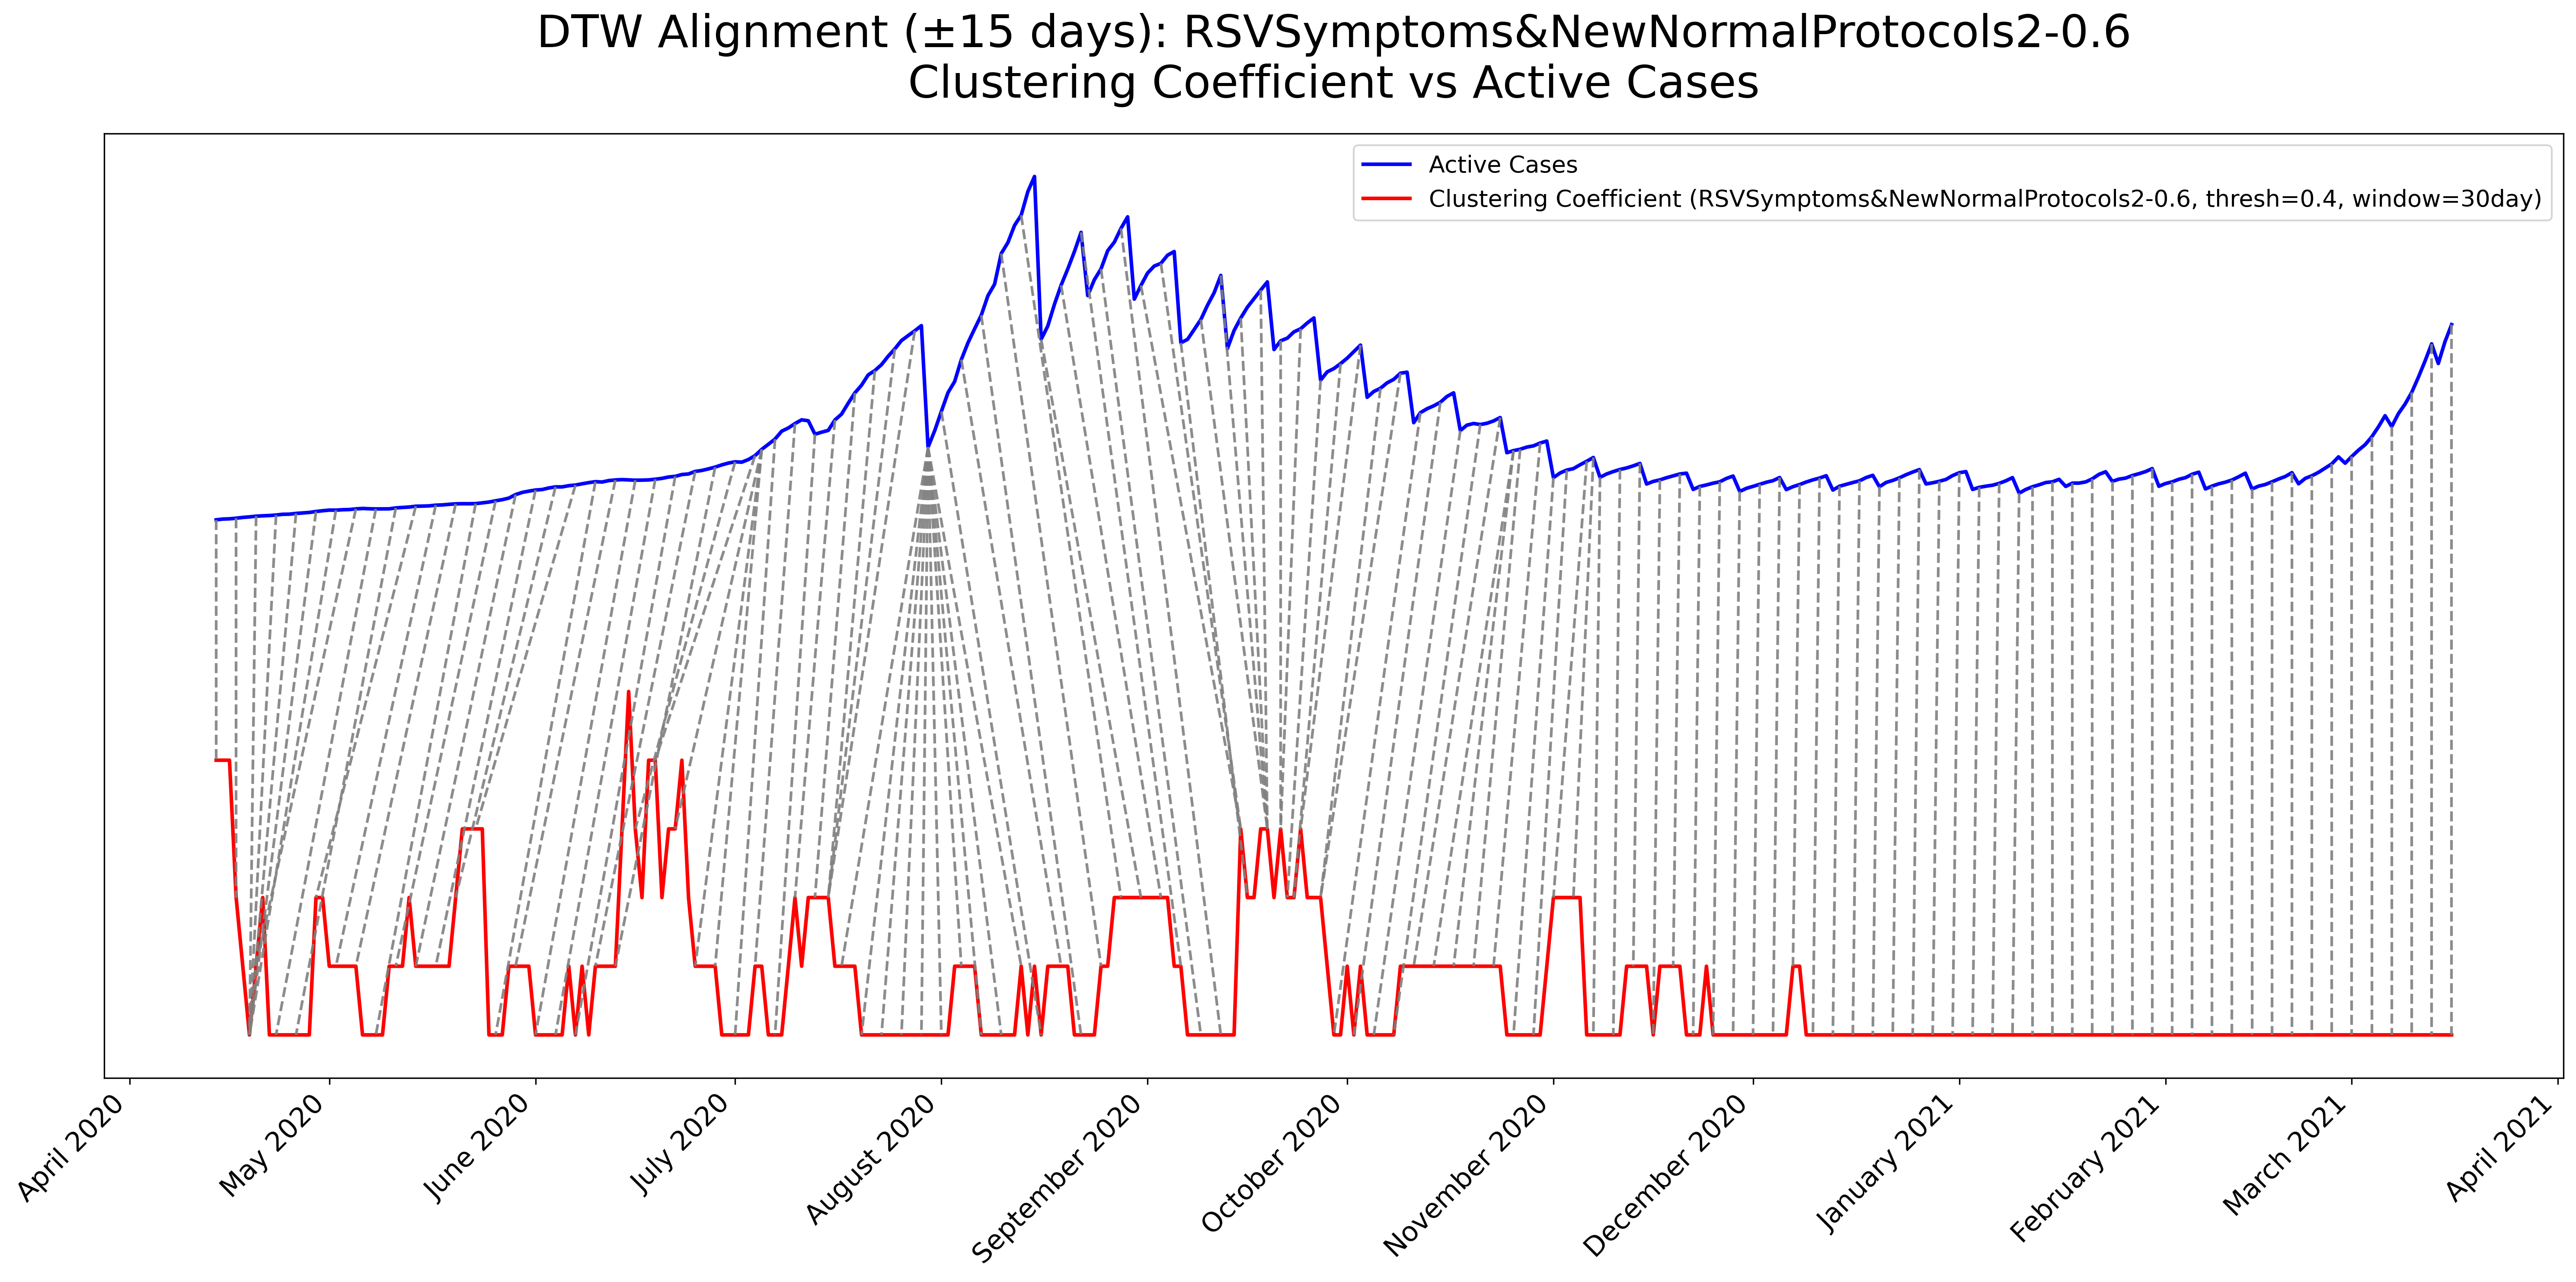 DTW Alignment (±15 days): RSVSymptoms&NewNormalProtocols2-0.6
Clustering Coefficient vs Active Cases
Active Cases
Clustering Coefficient (RSVSymptoms&NewNormalProtocols2-0.6, thresh=0.4, window=30day)
April 2020
May 2020
June 2020
July 2020
August 2020
September 2020
October 2020
November 2020
December 2020
January 2021
February 2021
March 2021
April 2021